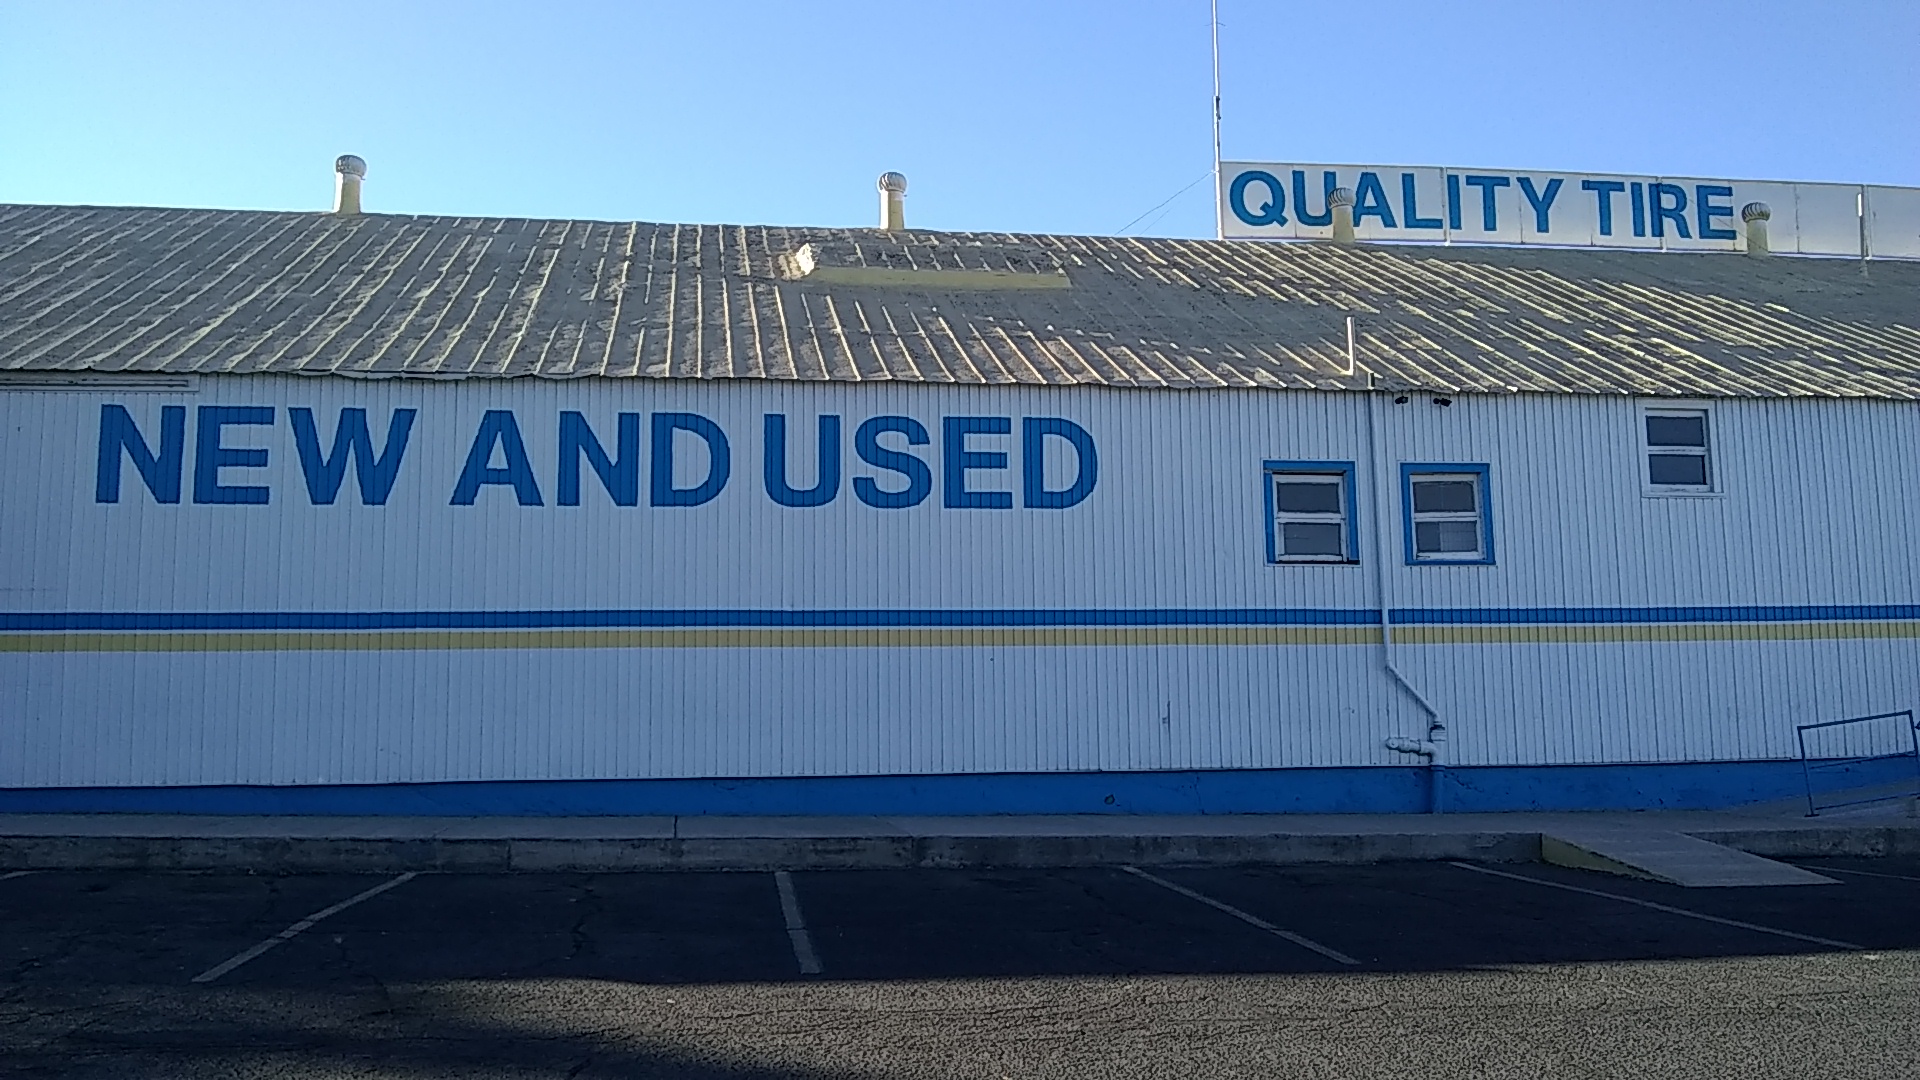 QUALITY TIRE
NEW AND USED